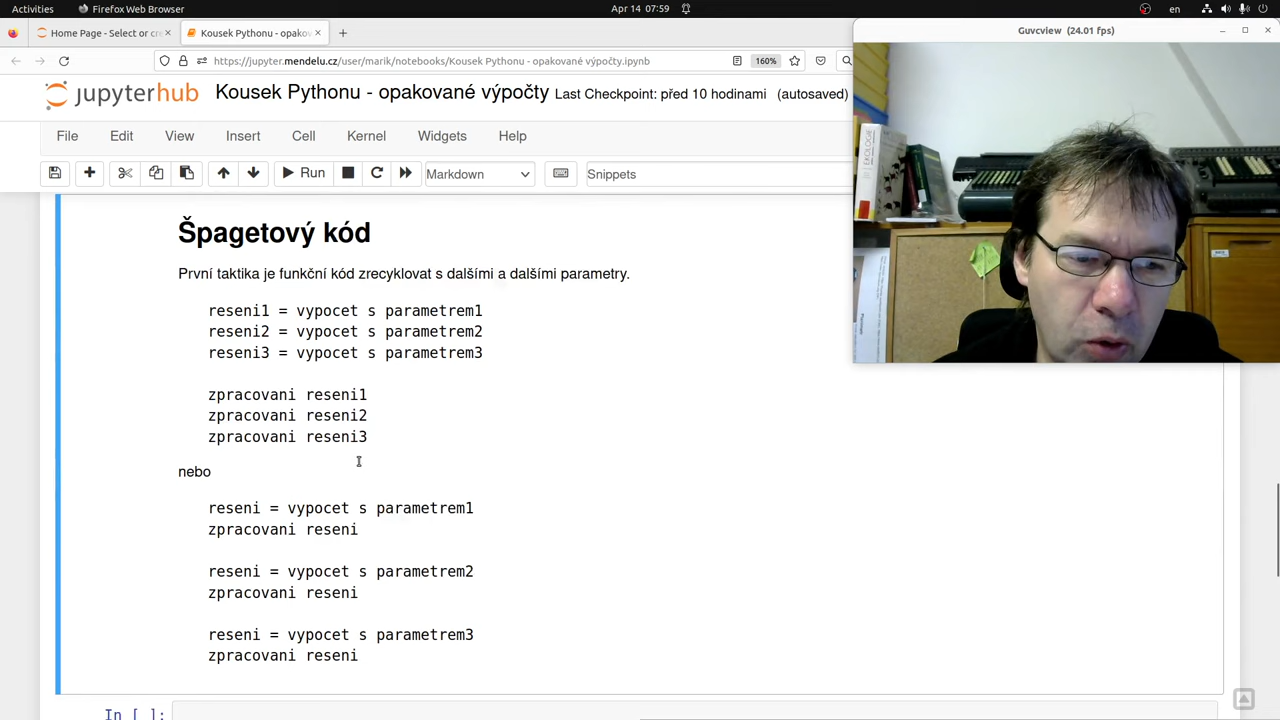 Activities
Firefox Web Browser
Apr 14 07:59
en
Home Page - Select or cre
Kousek Pythonu - opakov
https://jupyter.mendelu.cz/user/marik/notebooks/Kousek Pythonu - opakované výpočty.ipynb
160%
Guvcview (24.01 fps)
jupyterhub
Kousek Pythonu - opakované výpočty
Last Checkpoint: před 10 hodinami (autosaved)
File
Edit
View
Insert
Cell
Kernel
Widgets
Help
Run
Markdown
Snippets
EKOLOGIE
Špagetový kód
První taktika je funkční kód zrecyklovat s dalšími a dalšími parametry.
reseni1 = vypocet s parametrem1
reseni2 = vypocet s parametrem2
reseni3 = vypocet s parametrem3
zpracovani reseni1
zpracovani reseni2
zpracovani reseni3
nebo
reseni = vypocet s parametrem1
zpracovani reseni
reseni = vypocet s parametrem2
zpracovani reseni
reseni = vypocet s parametrem3
zpracovani reseni
In [ ]: